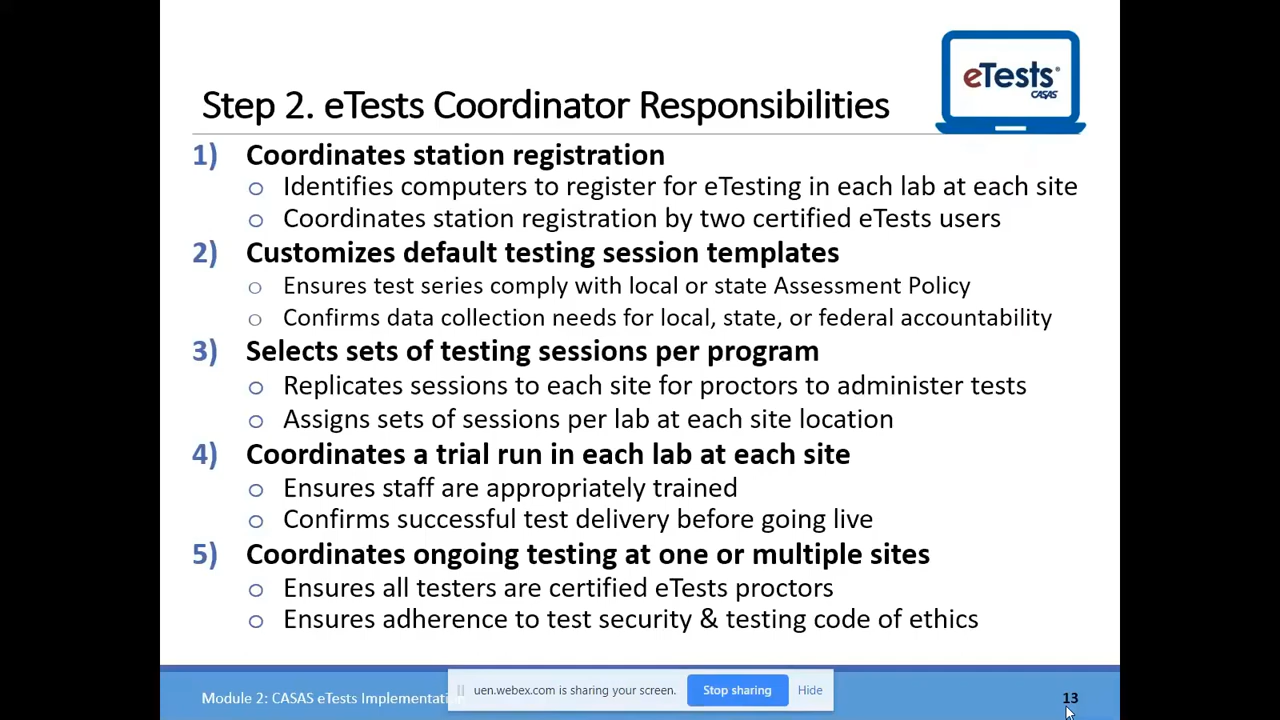 eTests®
CASAS
Step 2. eTests Coordinator Responsibilities
1) Coordinates station registration
o Identifies computers to register for eTesting in each lab at each site
o Coordinates station registration by two certified eTests users
2) Customizes default testing session templates
o Ensures test series comply with local or state Assessment Policy
o Confirms data collection needs for local, state, or federal accountability
3) Selects sets of testing sessions per program
o Replicates sessions to each site for proctors to administer tests
o Assigns sets of sessions per lab at each site location
4) Coordinates a trial run in each lab at each site
o Ensures staff are appropriately trained
o Confirms successful test delivery before going live
5) Coordinates ongoing testing at one or multiple sites
o Ensures all testers are certified eTests proctors
o Ensures adherence to test security & testing code of ethics
Module 2: CASAS eTests Implementati
uen.webex.com is sharing your screen. Stop sharing Hide
13